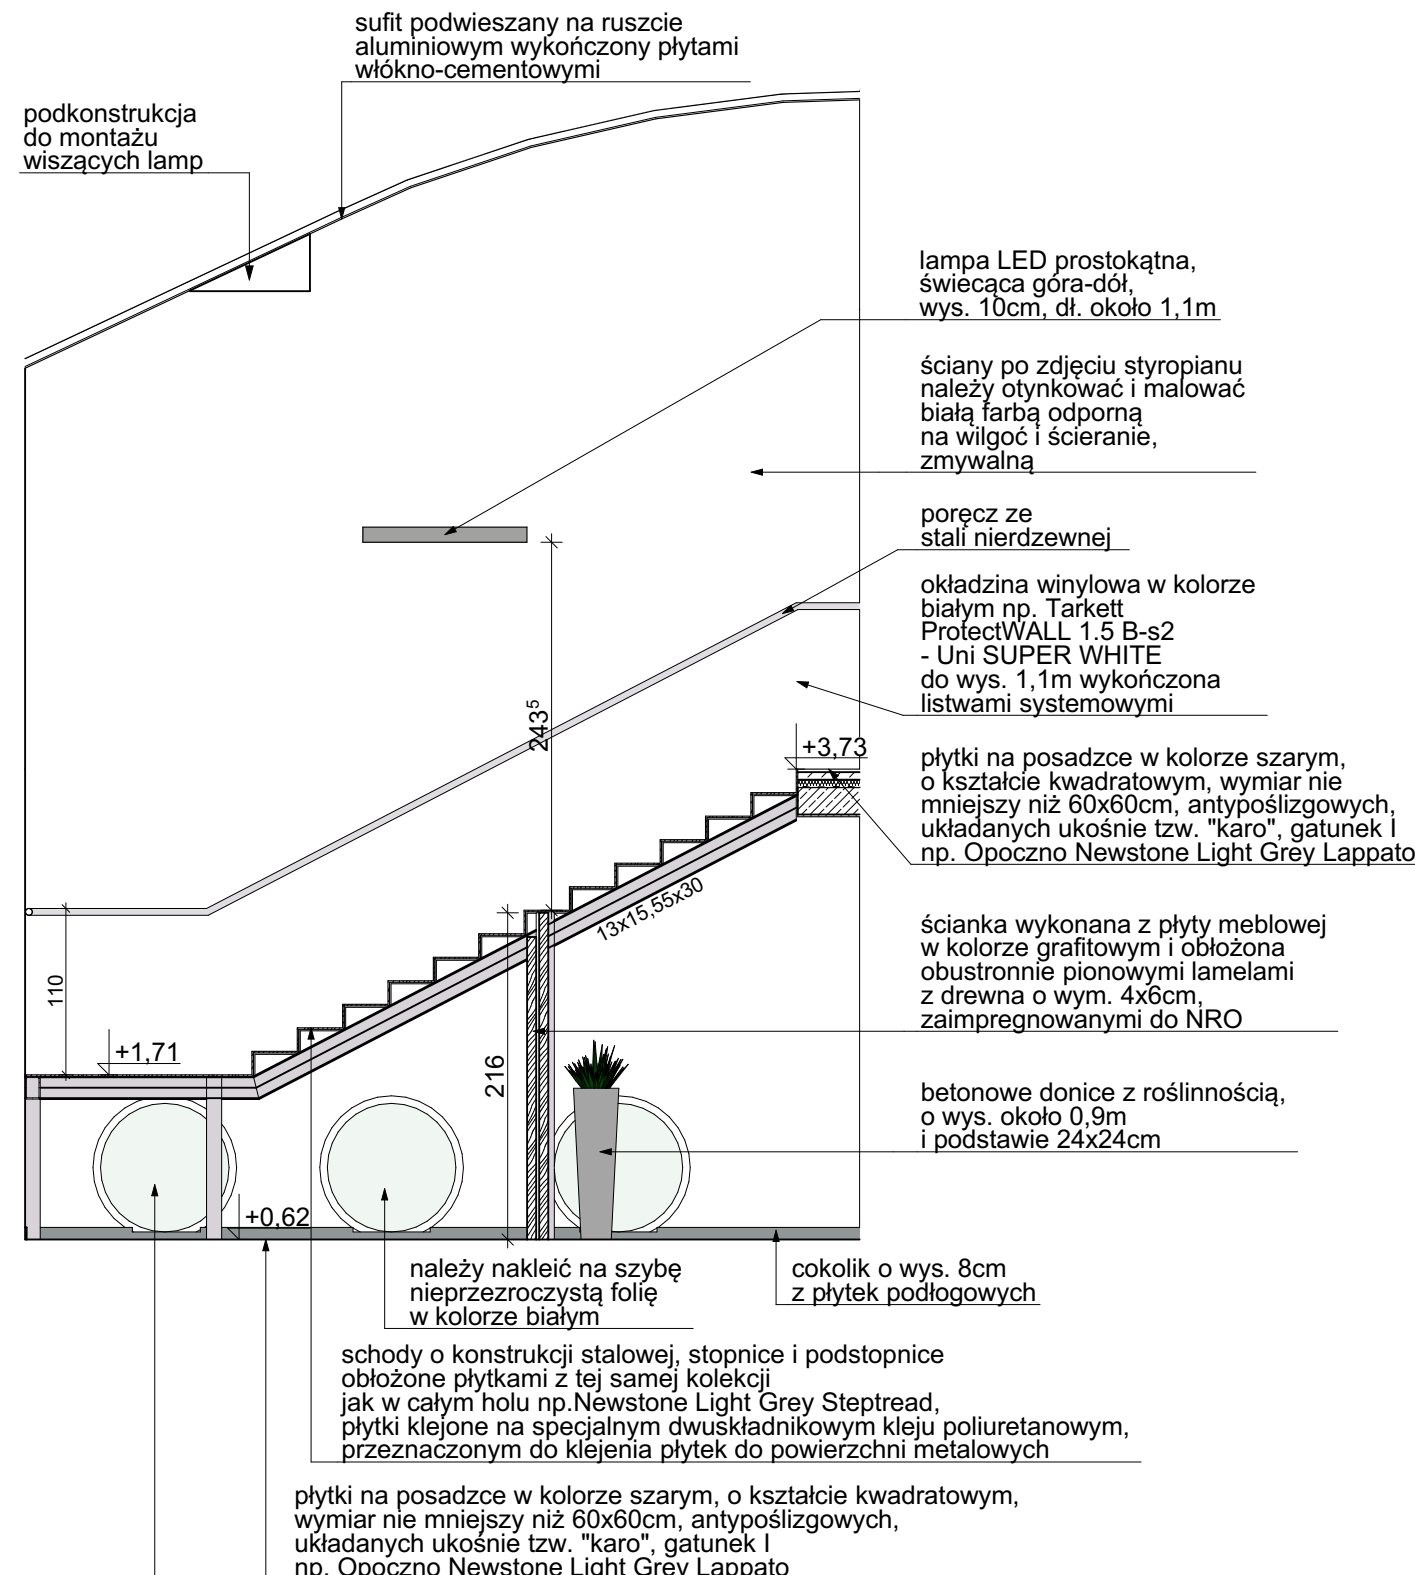 sufit podwieszany na ruszcie
aluminiowym wykończony płytami
włókno-cementowymi
podkonstrukcja
do montażu
wiszących lamp
lampa LED prostokątna,
świecąca góra-dół,
wys. 10cm, dł. około 1,1m
ściany po zdjęciu styropianu
należy otynkować i malować
białą farbą odporną
na wilgoć i ścieranie,
zmywalną
poręcz ze
stali nierdzewnej
okładzina winylowa w kolorze
białym np. Tarkett
ProtectWALL 1.5 B-s2
- Uni SUPER WHITE
do wys. 1,1m wykończona
listwami systemowymi
243⁵
+3,73
płytki na posadzce w kolorze szarym,
o kształcie kwadratowym, wymiar nie
mniejszy niż 60x60cm, antypoślizgowych,
układanych ukośnie tzw. "karo", gatunek I
np. Opoczno Newstone Light Grey Lappato
13x15,55x30
ścianka wykonana z płyty meblowej
w kolorze grafitowym i obłożona
obustronnie pionowymi lamelami
z drewna o wym. 4x6cm,
zaimpregnowanymi do NRO
110
+1,71
216
betonowe donice z roślinnością,
o wys. około 0,9m
i podstawie 24x24cm
+0,62
należy nakleić na szybę
nieprzezroczystą folię
w kolorze białym
cokolik o wys. 8cm
z płytek podłogowych
schody o konstrukcji stalowej, stopnice i podstopnice
obłożone płytkami z tej samej kolekcji
jak w całym holu np.Newstone Light Grey Steptread,
płytki klejone na specjalnym dwuskładnikowym kleju poliuretanowym,
przeznaczonym do klejenia płytek do powierzchni metalowych
płytki na posadzce w kolorze szarym, o kształcie kwadratowym,
wymiar nie mniejszy niż 60x60cm, antypoślizgowych,
układanych ukośnie tzw. "karo", gatunek I
np. Opoczno Newstone Light Grey Lappato